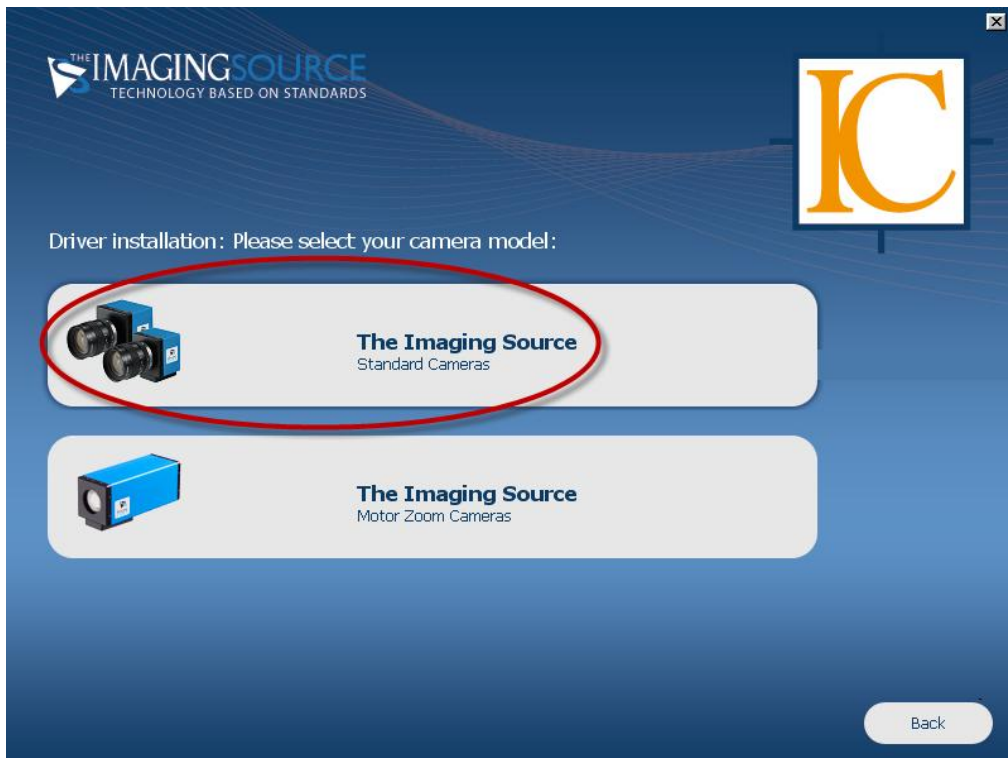 THE IMAGINGSOURCE
TECHNOLOGY BASED ON STANDARDS
IC
Driver installation: Please select your camera model:
The Imaging Source
Standard Cameras
The Imaging Source
Motor Zoom Cameras
Back